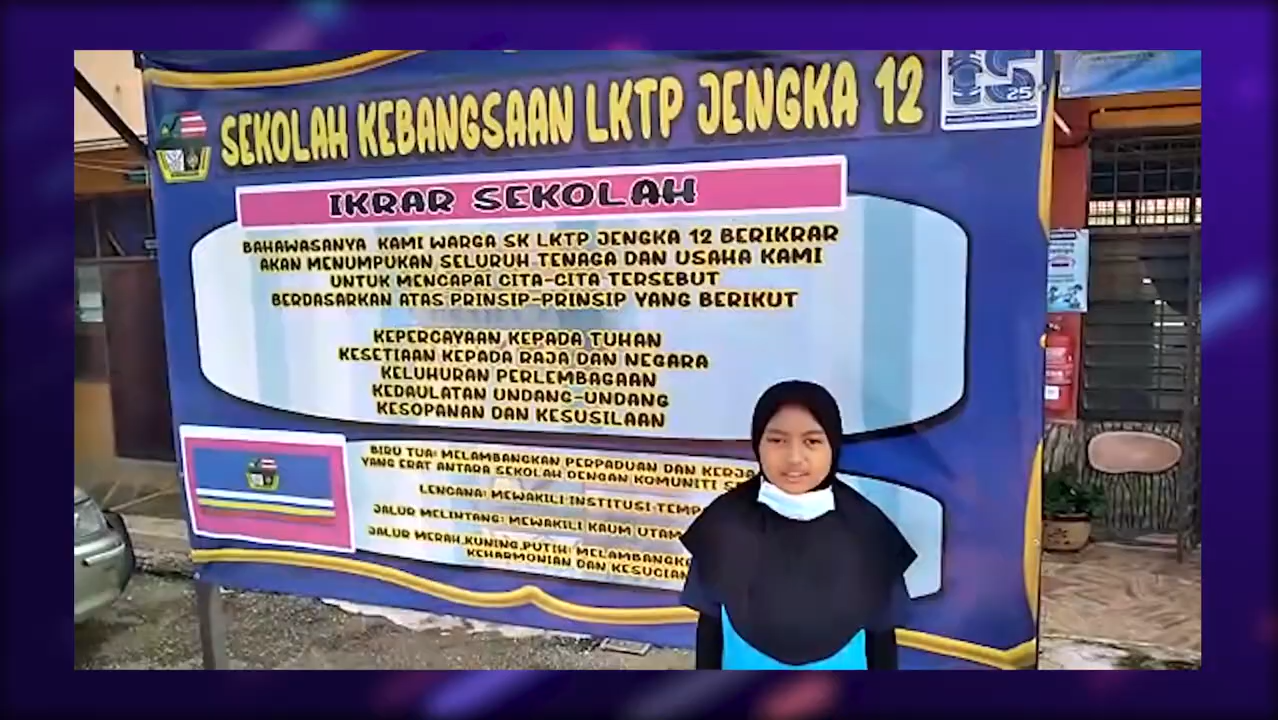 SEKOLAH KEBANGSAAN LKTP JENGKA 12
25
IKRAR SEKOLAH
BAHAWASANYA KAMI WARGA SK LKTP JENGKA 12 BERIKRAR
AKAN MENUMPUKAN SELURUH TENAGA DAN USAHA KAMI
UNTUK MENCAPAI CITA-CITA TERSEBUT
BERDASARKAN ATAS PRINSIP-PRINSIP YANG BERIKUT
KEPERCAYAAN KEPADA TUHAN
KESETIAAN KEPADA RAJA DAN NEGARA
KELUHURAN PERLEMBAGAAN
KEDAULATAN UNDANG-UNDANG
KESOPANAN DAN KESUSILAAN
BIRU TUA: MELAMBANGKAN PERPADUAN DAN
YANG ERAT ANTARA SEKOLAH DENGAN KOMUNITI
LENCANA: MEWAKILI INSTITUSI
JALUR MELINTANG: MEWAKILI KAUM
JALUR MERAH,KUNING,PUTIH:
KEHARMONIAN DAN